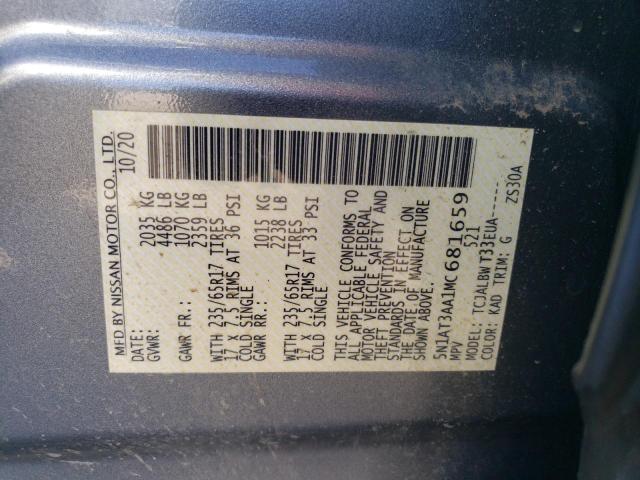 MFD BY NISSAN MOTOR CO., LTD.
DATE: 10/20
GVWR: 2035 KG
4486 LB
GAWR FR.: 1070 KG
2359 LB
WITH 235/65R17 TIRES
17 x 7.5 RIMS AT 36 PSI
COLD SINGLE
GAWR RR.: 1015 KG
2238 LB
WITH 235/65R17 TIRES
17 x 7.5 RIMS AT 33 PSI
COLD SINGLE
THIS VEHICLE CONFORMS TO
ALL APPLICABLE FEDERAL
MOTOR VEHICLE SAFETY AND
THEFT PREVENTION
STANDARDS IN EFFECT ON
THE DATE OF MANUFACTURE
SHOWN ABOVE.
5N1AT3AA1MC681659
MPV 521
MODEL: TCJALBWT33EUA-----
COLOR: KAD TRIM: G ZS30A